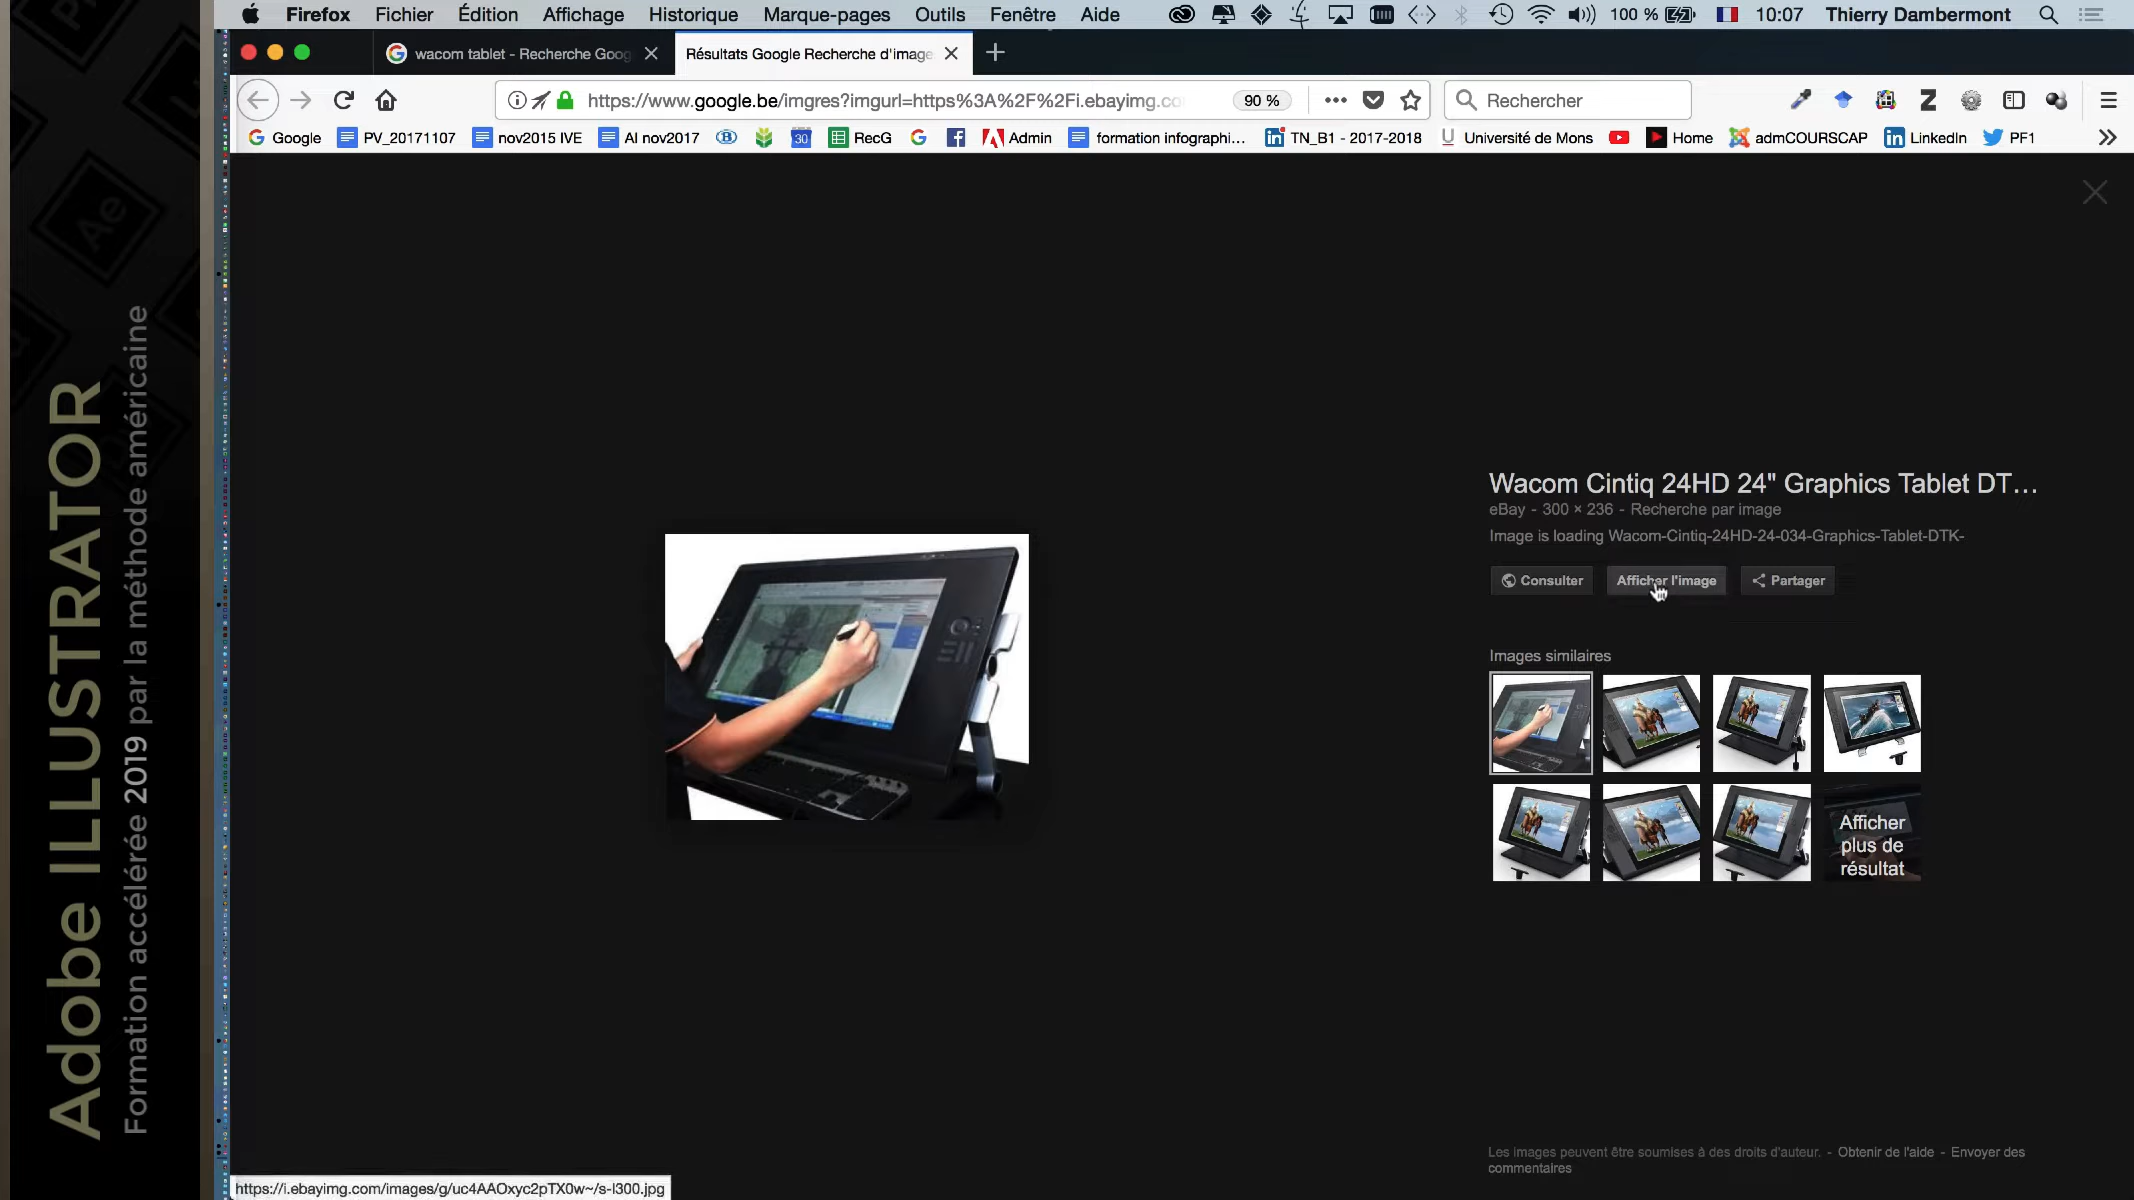 Firefox Fichier Édition Affichage Historique Marque-pages Outils Fenêtre Aide 100 % 10:07 Thierry Dambermont
wacom tablet - Recherche Goog
Résultats Google Recherche d'image
https://www.google.be/imgres?imgurl=https%3A%2F%2Fi.ebayimg.co
90 %
Rechercher
Google PV_20171107 nov2015 IVE AI nov2017 30 RecG Admin formation infographi... TN_B1 - 2017-2018 Université de Mons Home admCOURSCAP LinkedIn PF1
Wacom Cintiq 24HD 24" Graphics Tablet DT...
eBay - 300 × 236 - Recherche par image
Image is loading Wacom-Cintiq-24HD-24-034-Graphics-Tablet-DTK-
Consulter
Afficher l'image
Partager
Images similaires
Afficher
plus de
résultat
Les images peuvent être soumises à des droits d'auteur. - Obtenir de l'aide - Envoyer des
commentaires
https://i.ebayimg.com/images/g/uc4AAOxyc2pTX0w~/s-l300.jpg
Adobe ILLUSTRATOR
Formation accélérée 2019 par la méthode américaine
Ae